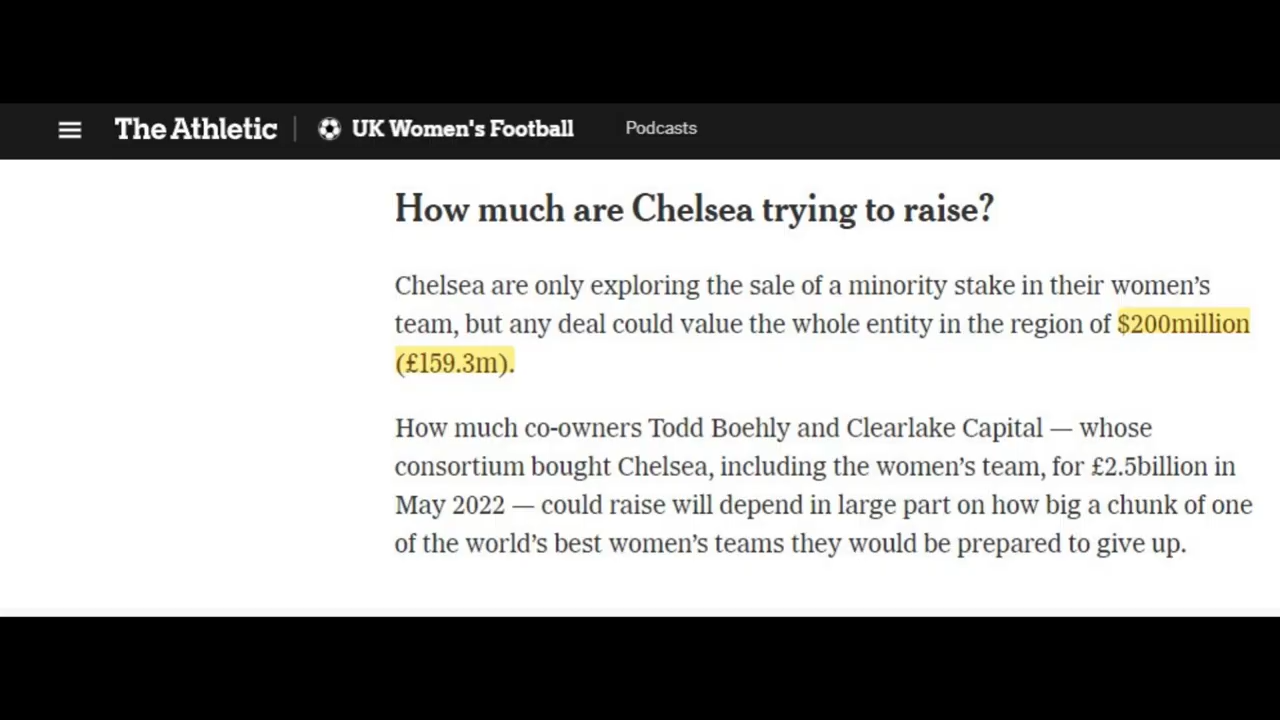 The Athletic UK Women's Football Podcasts
How much are Chelsea trying to raise?
Chelsea are only exploring the sale of a minority stake in their women’s
team, but any deal could value the whole entity in the region of $200million
(£159.3m).
How much co-owners Todd Boehly and Clearlake Capital — whose
consortium bought Chelsea, including the women’s team, for £2.5billion in
May 2022 — could raise will depend in large part on how big a chunk of one
of the world’s best women’s teams they would be prepared to give up.